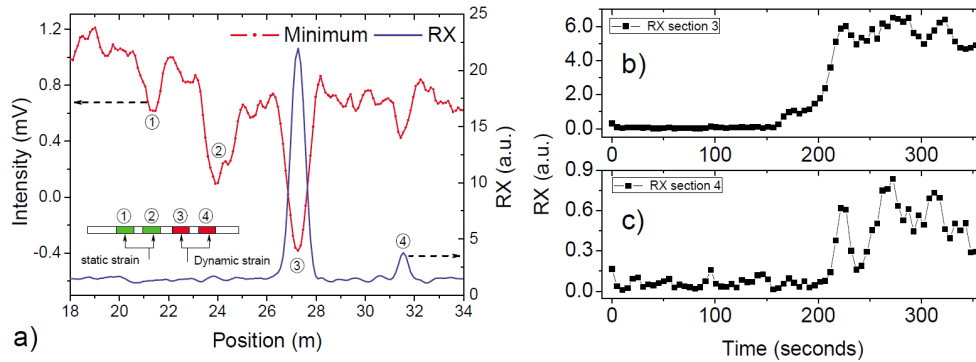 Minimum RX
Intensity (mV)
1.2
0.8
0.4
0.0
-0.4
25
20
15
10
5
0
RX (a.u.)
① ② ③ ④
① ② ③ ④
static strain
Dynamic strain
18 20 22 24 26 28 30 32 34
Position (m)
a)
RX section 3
b)
6.0
4.0
2.0
0.0
0 100 200 300
RX section 4
c)
0.9
0.6
0.3
0.0
RX (a.u.)
0 100 200 300
Time (seconds)